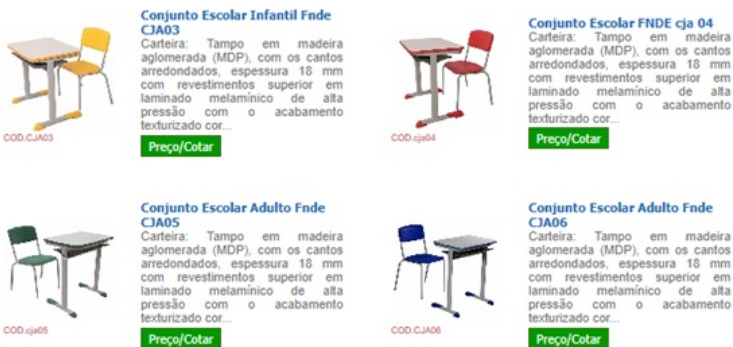 Conjunto Escolar Infantil Fnde
CJA03
Carteira: Tampo em madeira
aglomerada (MDP), com os cantos
arredondados, espessura 18 mm
com revestimentos superior em
laminado melamínico de alta
pressão com o acabamento
texturizado cor...
Preço/Cotar
COD.CJA03
Conjunto Escolar FNDE cja 04
Carteira: Tampo em madeira
aglomerada (MDP), com os cantos
arredondados, espessura 18 mm
com revestimentos superior em
laminado melamínico de alta
pressão com o acabamento
texturizado cor...
Preço/Cotar
COD.cja04
Conjunto Escolar Adulto Fnde
CJA05
Carteira: Tampo em madeira
aglomerada (MDP), com os cantos
arredondados, espessura 18 mm
com revestimentos superior em
laminado melamínico de alta
pressão com o acabamento
texturizado cor...
Preço/Cotar
COD.cja05
Conjunto Escolar Adulto Fnde
CJA06
Carteira: Tampo em madeira
aglomerada (MDP), com os cantos
arredondados, espessura 18 mm
com revestimentos superior em
laminado melamínico de alta
pressão com o acabamento
texturizado cor...
Preço/Cotar
COD.CJA06